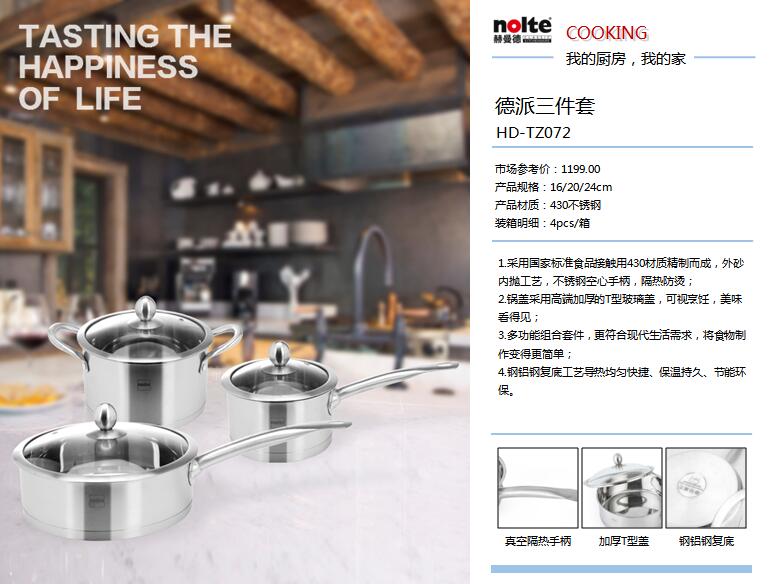 TASTING THE
HAPPINESS
OF LIFE
nolte
赫曼德
COOKING
我的厨房，我的家
德派三件套
HD-TZ072
市场参考价：1199.00
产品规格：16/20/24cm
产品材质：430不锈钢
装箱明细：4pcs/箱
1.采用国家标准食品接触用430材质精制而成，外砂
内抛工艺，不锈钢空心手柄，隔热防烫；
2.锅盖采用高端加厚的T型玻璃盖，可视烹饪，美味
看得见；
3.多功能组合套件，更符合现代生活需求，将食物制
作变得更简单；
4.钢铝钢复底工艺导热均匀快捷、保温持久、节能环
保。
真空隔热手柄
加厚T型盖
钢铝钢复底